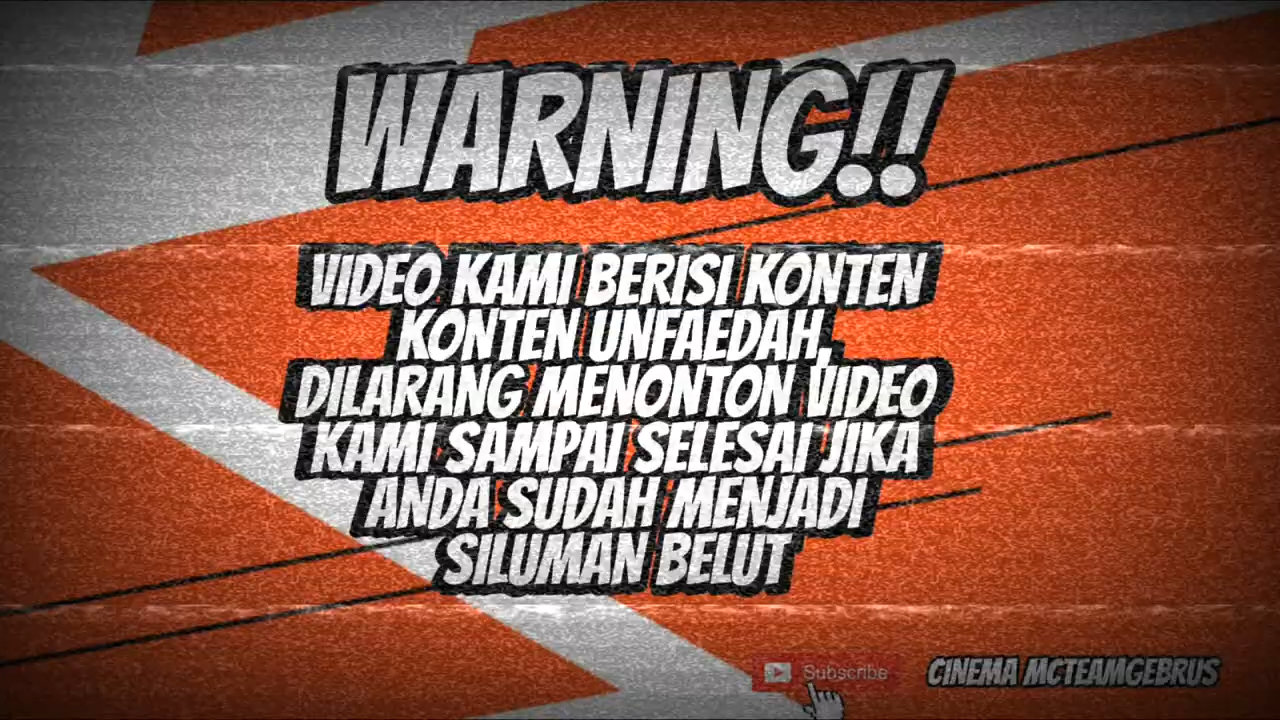 WARNING!!
VIDEO KAMI BERISI KONTEN
KONTEN UNFAEDAH,
DILARANG MENONTON VIDEO
KAMI SAMPAI SELESAI JIKA
ANDA SUDAH MENJADI
SILUMAN BELUT
Subscribe
CINEMA MCTEAMGEBRUS